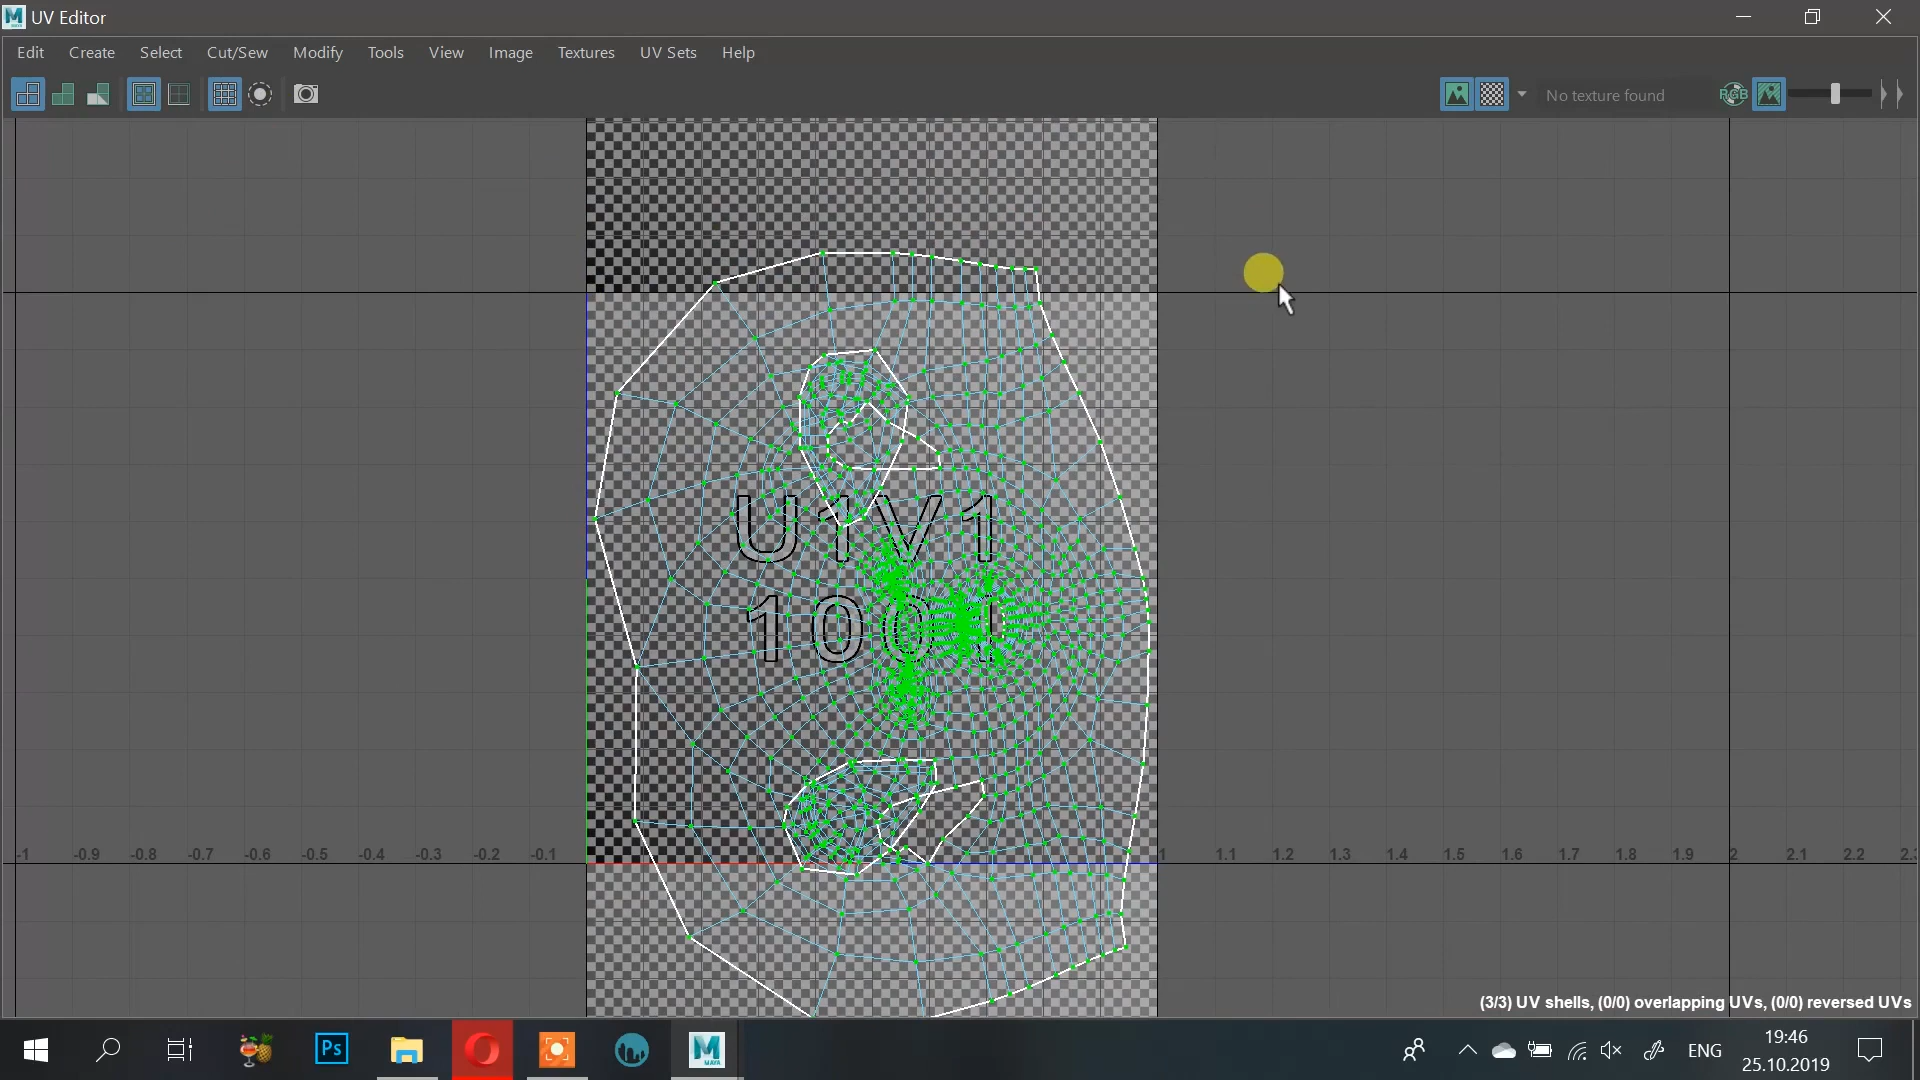 UV Editor
Edit Create Select Cut/Sew Modify Tools View Image Textures UV Sets Help
No texture found RGB
U1V1
1001
-1 -0.9 -0.8 -0.7 -0.6 -0.5 -0.4 -0.3 -0.2 -0.1 1 1.1 1.2 1.3 1.4 1.5 1.6 1.7 1.8 1.9 2 2.1 2.2
(3/3) UV shells, (0/0) overlapping UVs, (0/0) reversed UVs
Ps M MAYA ENG
19:46
25.10.2019